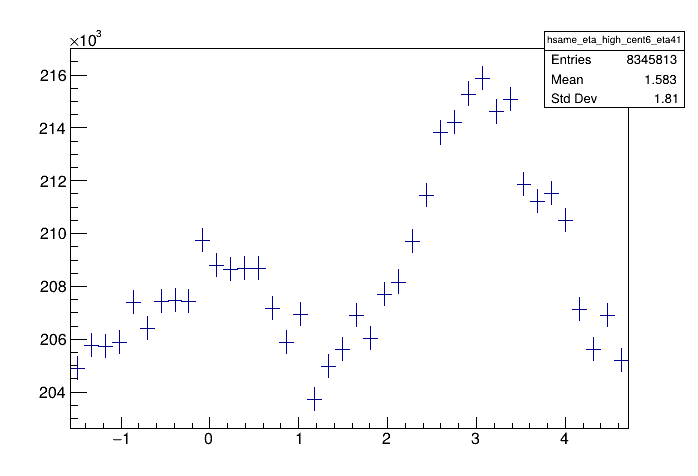 ×10³
hsame_eta_high_cent6_eta41
Entries 8345813
Mean 1.583
Std Dev 1.81
216
214
212
210
208
206
204
−1 0 1 2 3 4